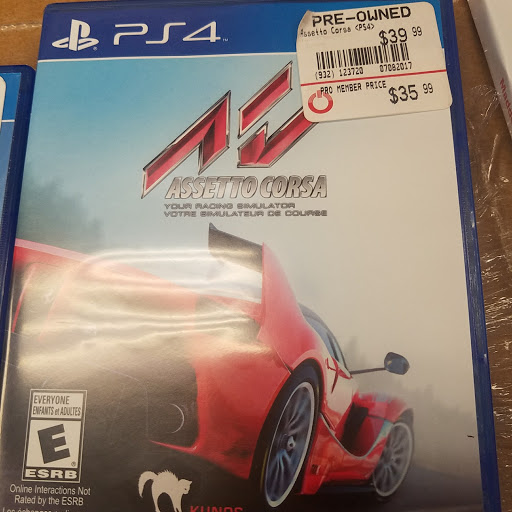 PS4
PRE-OWNED
Assetto Corsa <PS4>
$39 99
(932) 123720 07082017
PRO MEMBER PRICE
$35 99
ASSETTO CORSA
YOUR RACING SIMULATOR
VOTRE SIMULATEUR DE COURSE
EVERYONE
ENFANTS et ADULTES
E
ESRB
Online Interactions Not
Rated by the ESRB
KUNOS